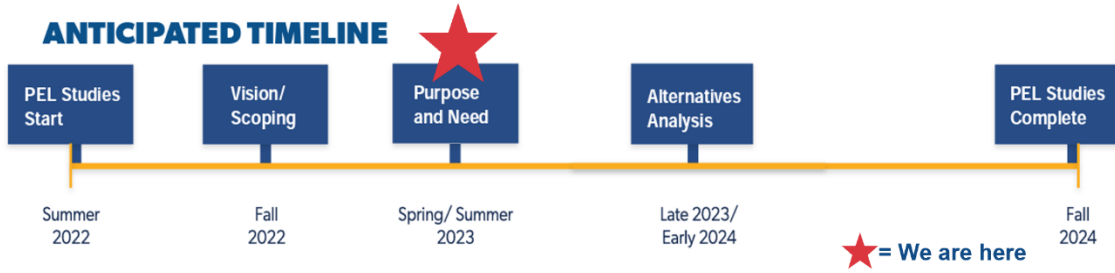 ANTICIPATED TIMELINE
PEL Studies
Start
Vision/
Scoping
Purpose
and Need
Alternatives
Analysis
PEL Studies
Complete
Summer
2022
Fall
2022
Spring/ Summer
2023
Late 2023/
Early 2024
Fall
2024
= We are here